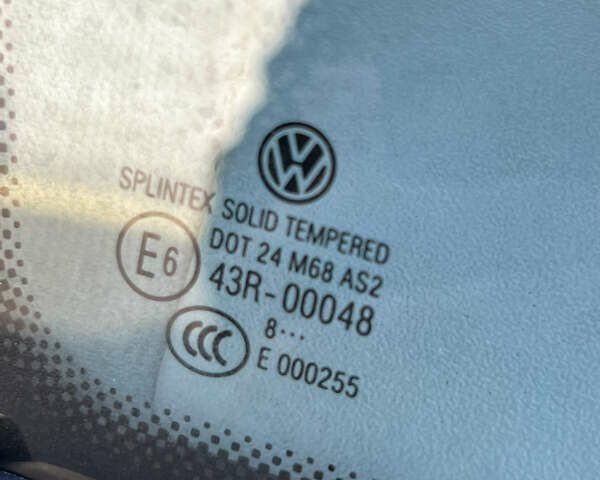 SPLINTEX SOLID TEMPERED
DOT 24 M68 AS2
E6
43R-00048
8···
CCC
E 000255